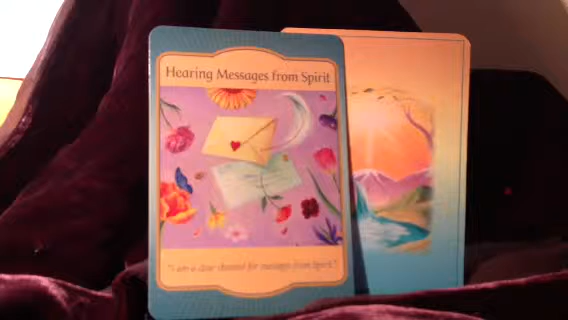 Hearing Messages from Spirit
"I am a clear channel for messages from Spirit."